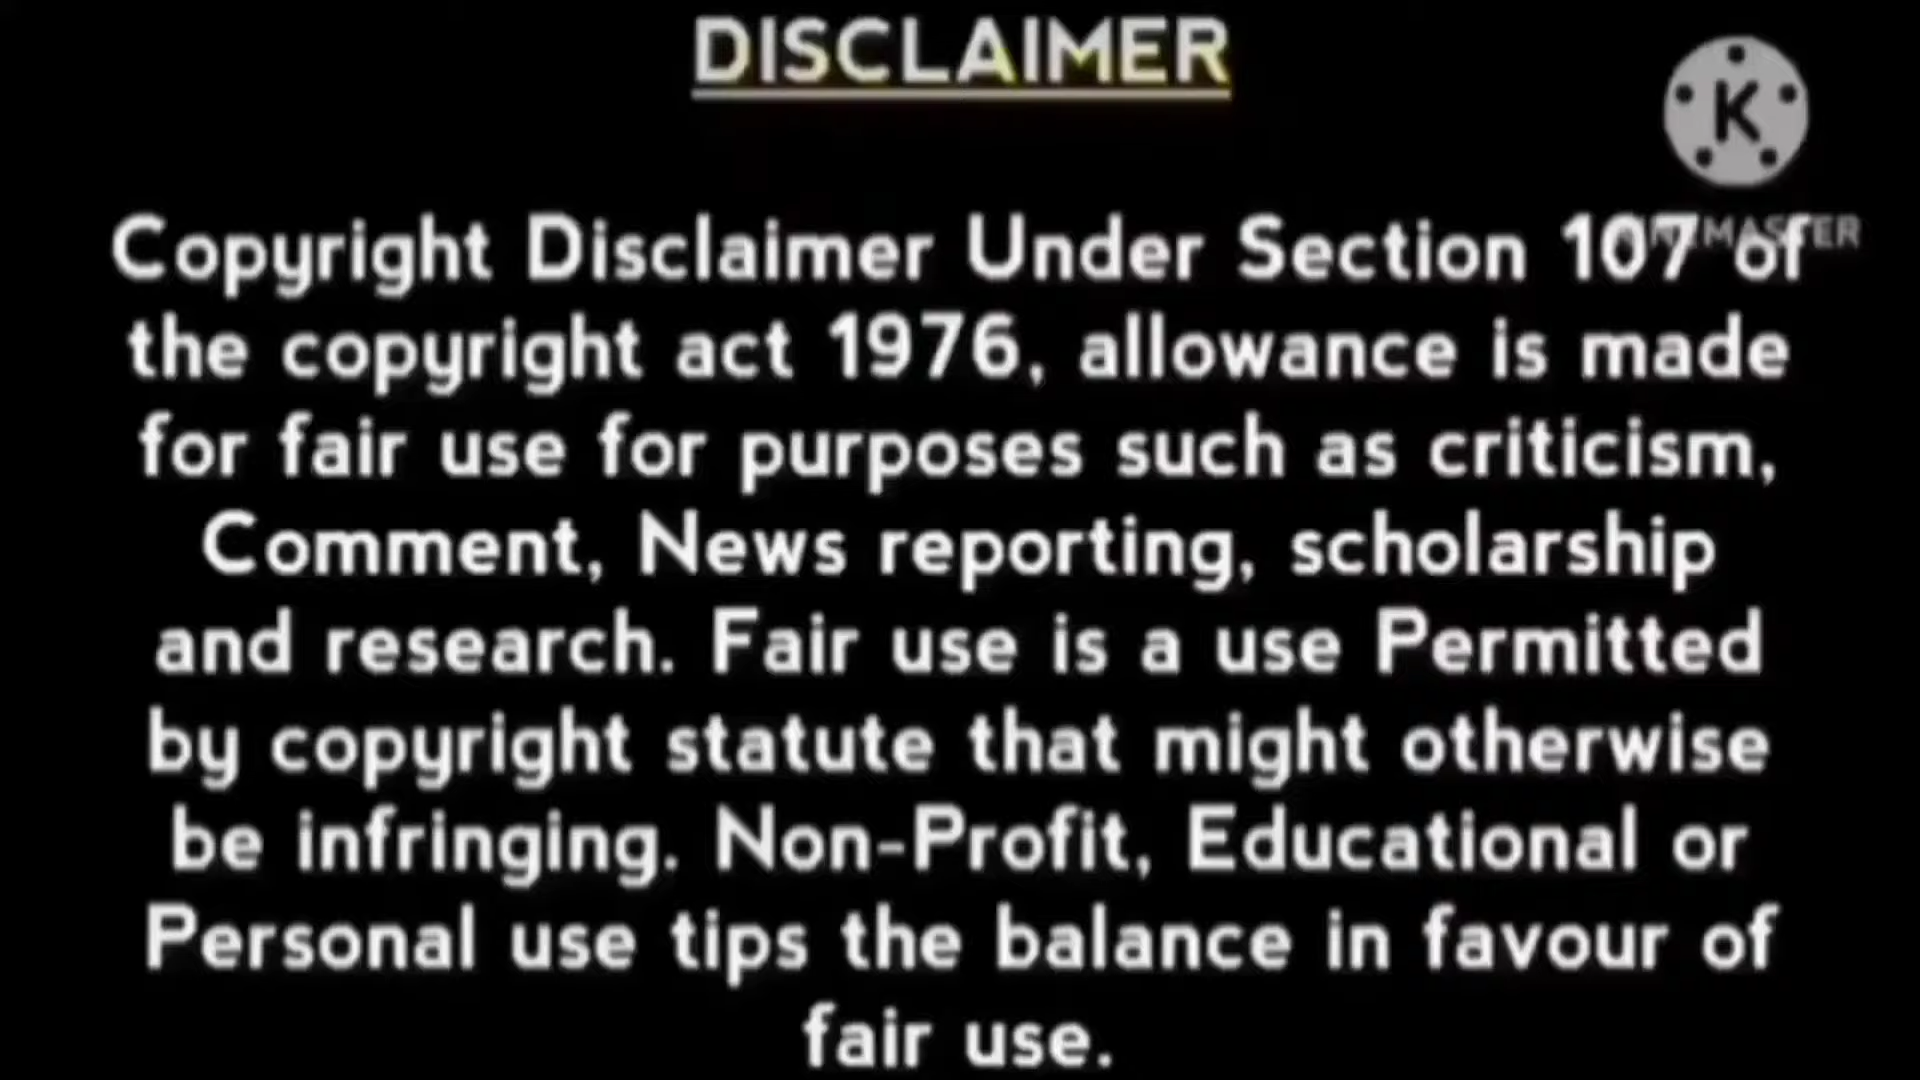 DISCLAIMER
K
KINEMASTER
Copyright Disclaimer Under Section 107 of
the copyright act 1976, allowance is made
for fair use for purposes such as criticism,
Comment, News reporting, scholarship
and research. Fair use is a use Permitted
by copyright statute that might otherwise
be infringing. Non-Profit, Educational or
Personal use tips the balance in favour of
fair use.